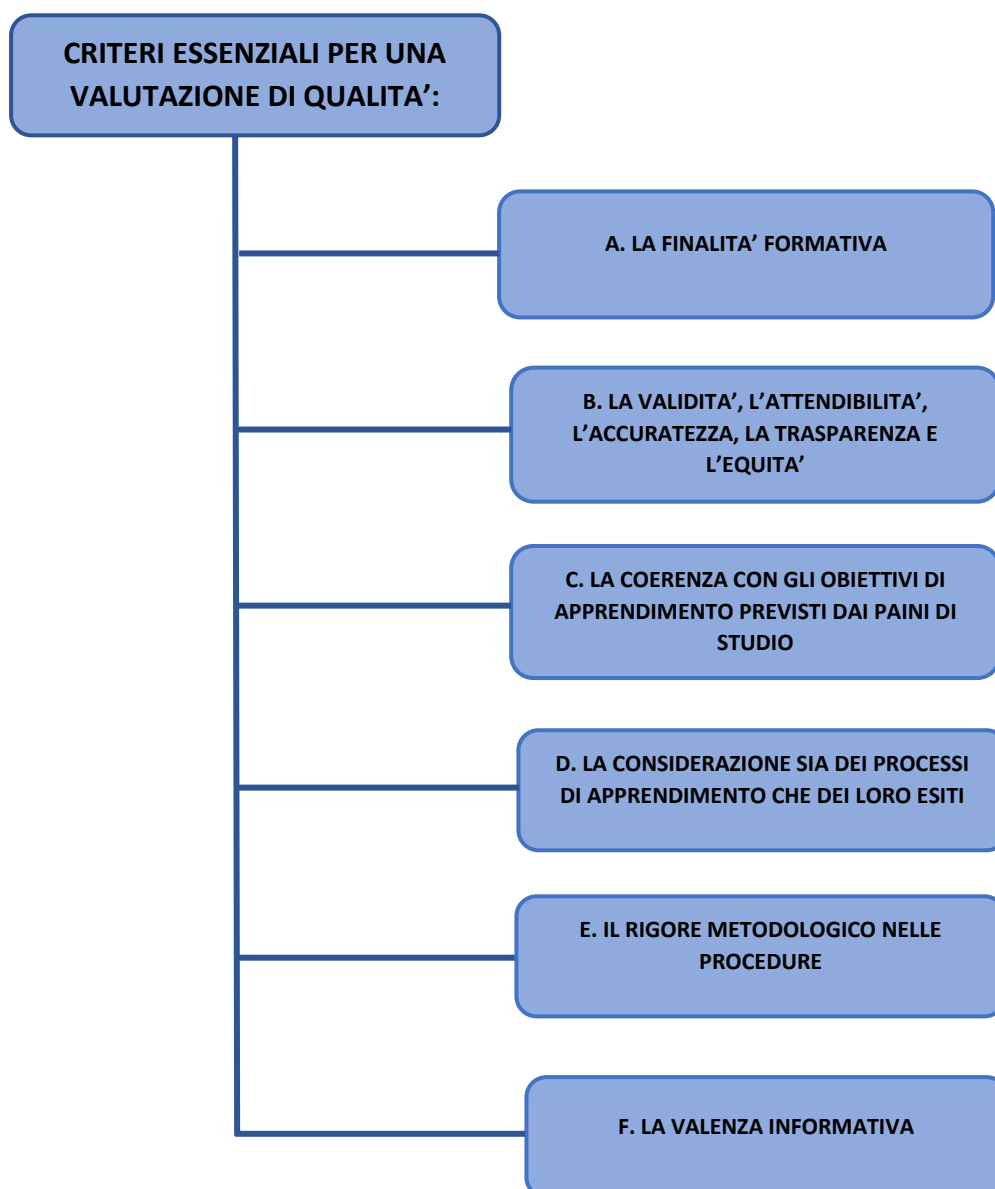 CRITERI ESSENZIALI PER UNA
VALUTAZIONE DI QUALITA’:
A. LA FINALITA’ FORMATIVA
B. LA VALIDITA’, L’ATTENDIBILITA’,
L’ACCURATEZZA, LA TRASPARENZA E
L’EQUITA’
C. LA COERENZA CON GLI OBIETTIVI DI
APPRENDIMENTO PREVISTI DAI PAINI DI
STUDIO
D. LA CONSIDERAZIONE SIA DEI PROCESSI
DI APPRENDIMENTO CHE DEI LORO ESITI
E. IL RIGORE METODOLOGICO NELLE
PROCEDURE
F. LA VALENZA INFORMATIVA